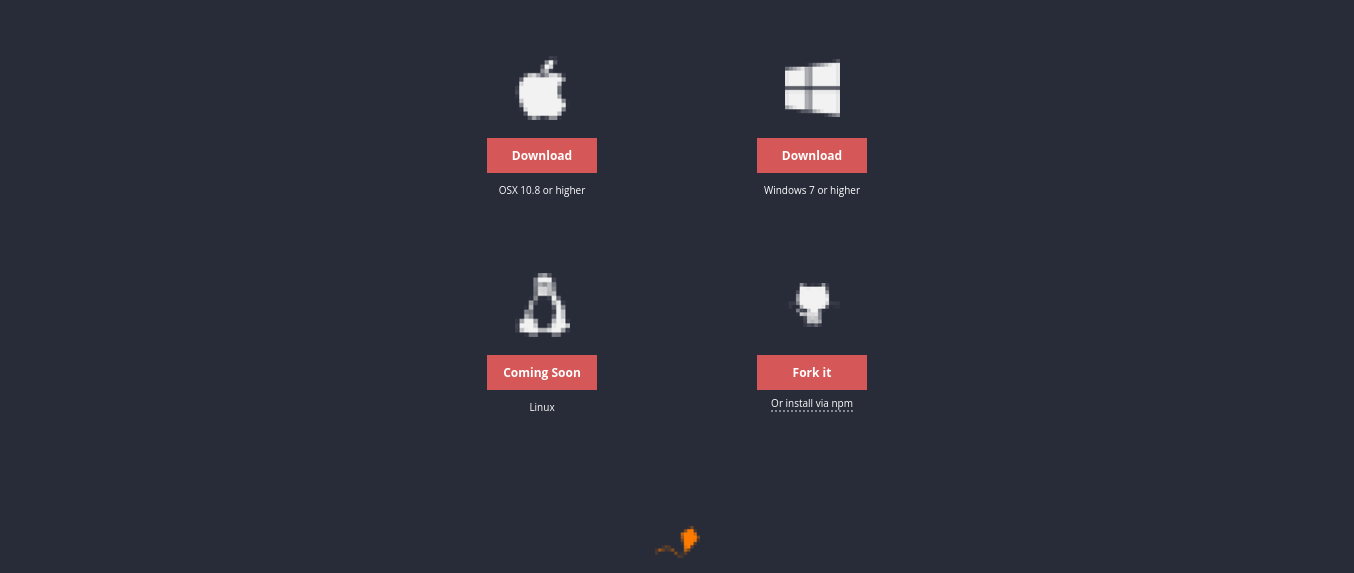 Download
Download
OSX 10.8 or higher
Windows 7 or higher
Coming Soon
Fork it
Linux
Or install via npm